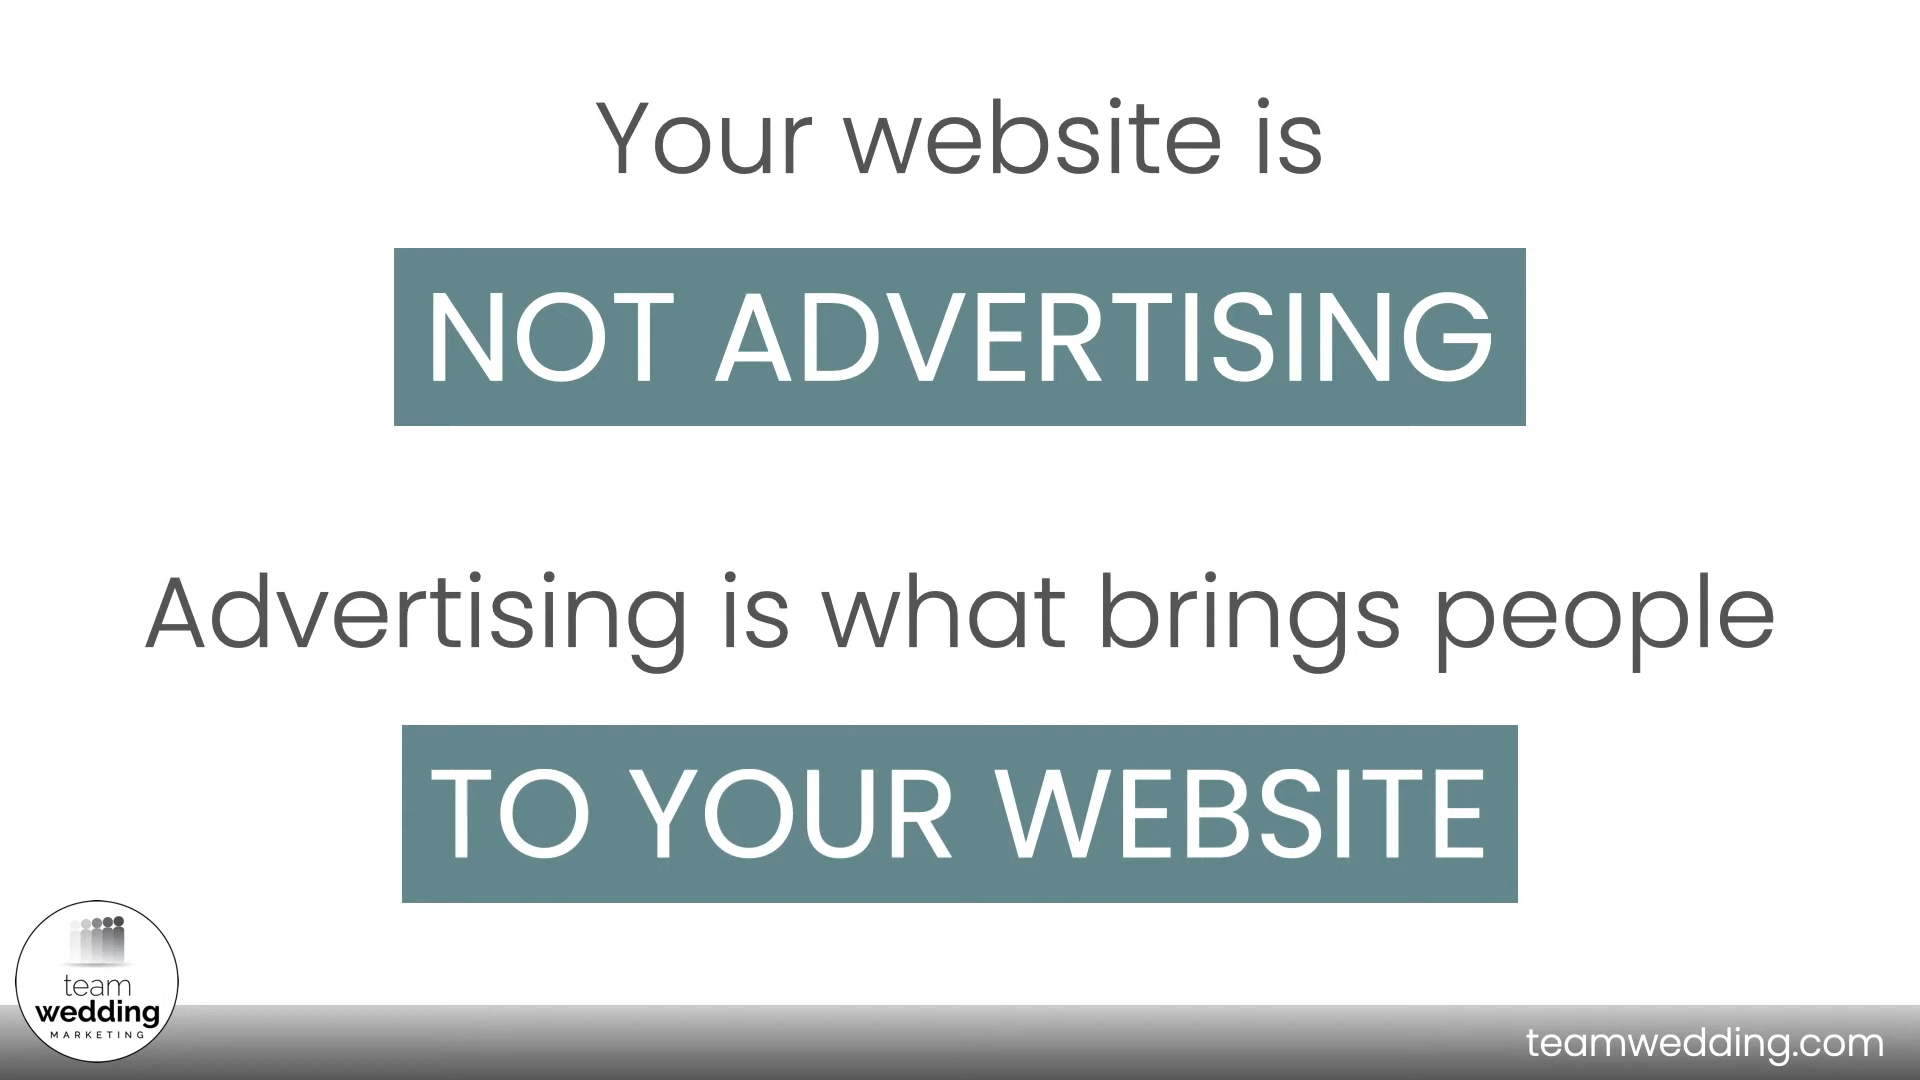 Your website is
NOT ADVERTISING
Advertising is what brings people
TO YOUR WEBSITE
team
wedding
MARKETING
teamwedding.com